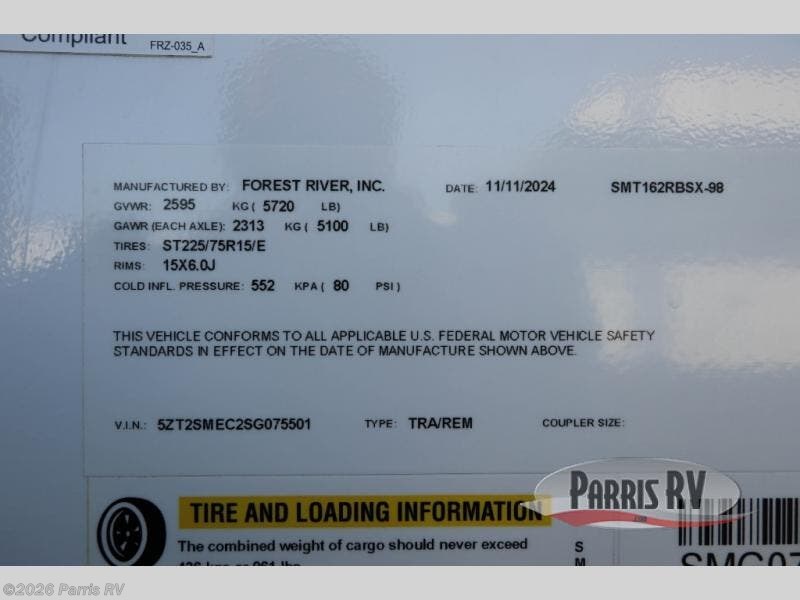 Compliant
FRZ-035_A
MANUFACTURED BY: FOREST RIVER, INC. DATE: 11/11/2024 SMT162RBSX-98
GVWR: 2595 KG ( 5720 LB)
GAWR (EACH AXLE): 2313 KG ( 5100 LB)
TIRES: ST225/75R15/E
RIMS: 15X6.0J
COLD INFL. PRESSURE: 552 KPA ( 80 PSI )
THIS VEHICLE CONFORMS TO ALL APPLICABLE U.S. FEDERAL MOTOR VEHICLE SAFETY
STANDARDS IN EFFECT ON THE DATE OF MANUFACTURE SHOWN ABOVE.
V.I.N.: 5ZT2SMEC2SG075501 TYPE: TRA/REM COUPLER SIZE:
PARRIS RV
TIRE AND LOADING INFORMATION
The combined weight of cargo should never exceed
S
M
©2026 Parris RV